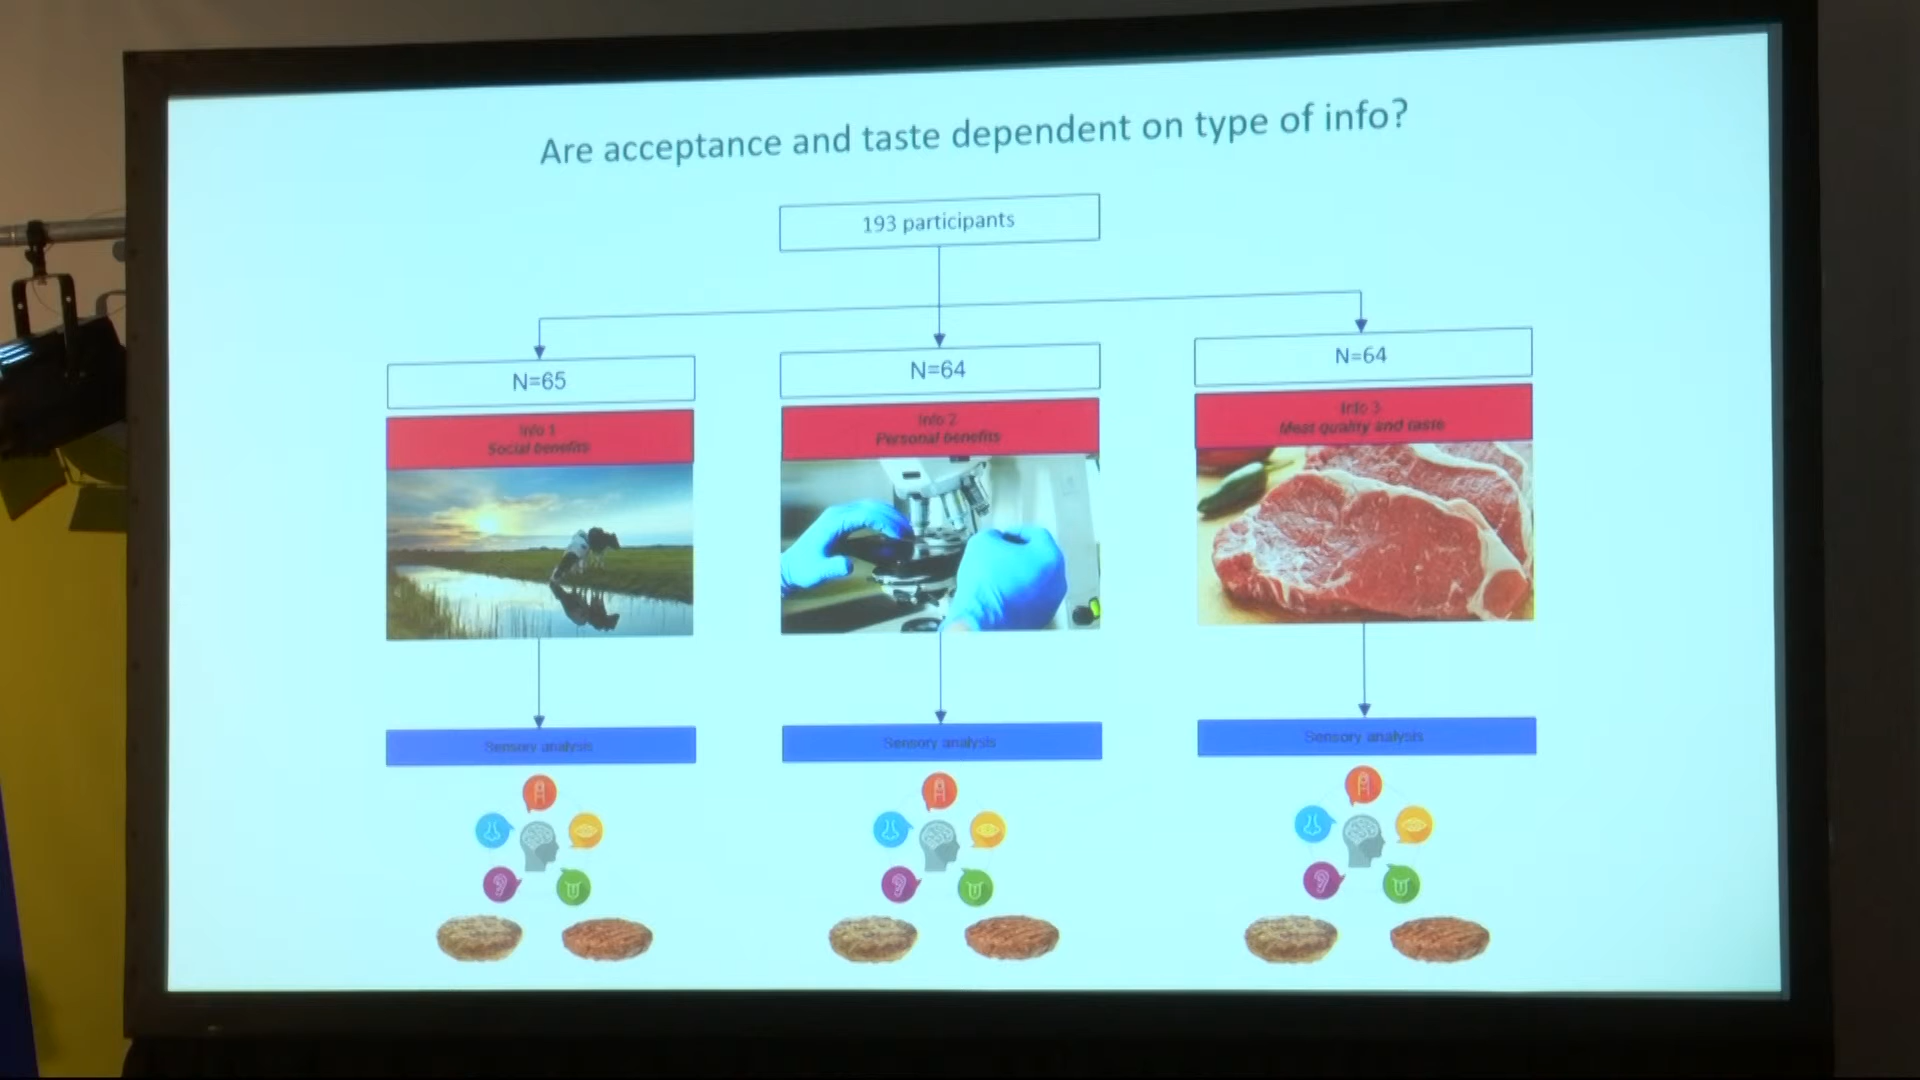 Are acceptance and taste dependent on type of info?
193 participants
N=65
N=64
N=64
Info 1
Social benefits
Info 2
Personal benefits
Info 3
Meat quality and taste
Sensory analysis
Sensory analysis
Sensory analysis